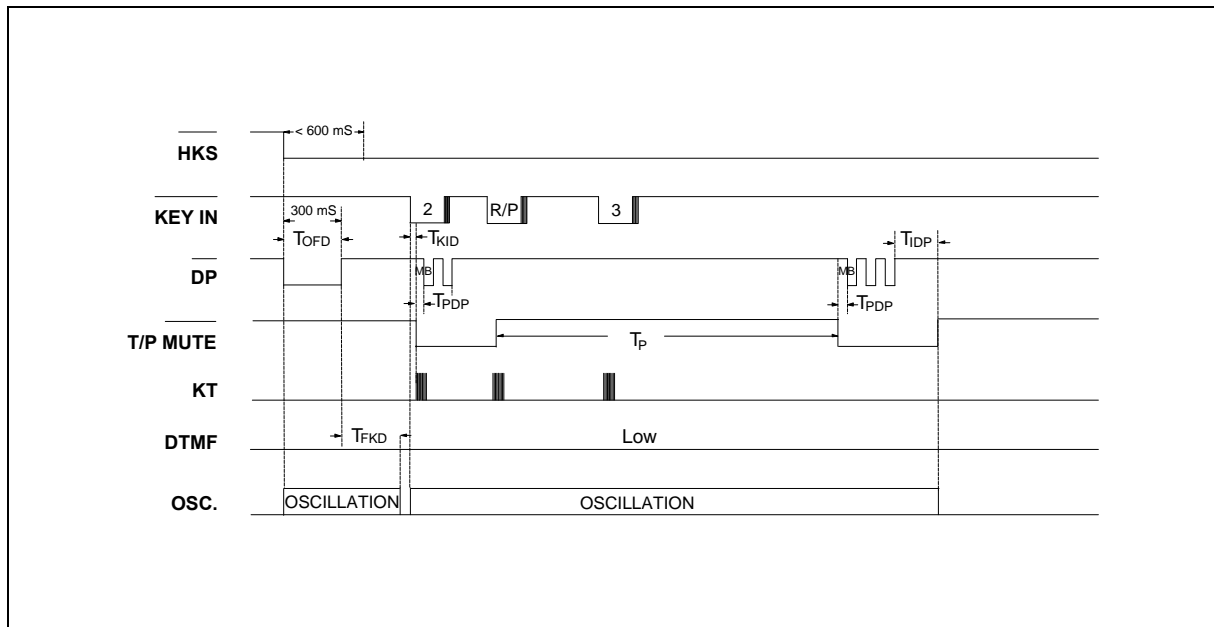 < 600 mS
HKS
KEY IN
2
R/P
3
300 mS
TOFD
TKID
TIDP
DP
MB
MB
TPDP
TPDP
T/P MUTE
TP
KT
TFKD
Low
DTMF
OSC.
OSCILLATION
OSCILLATION